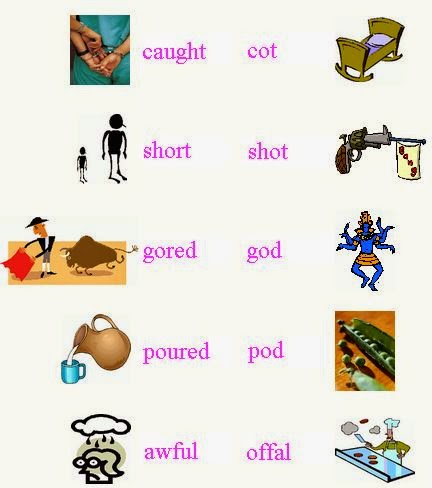 caught cot
short shot
gored god
poured pod
awful offal